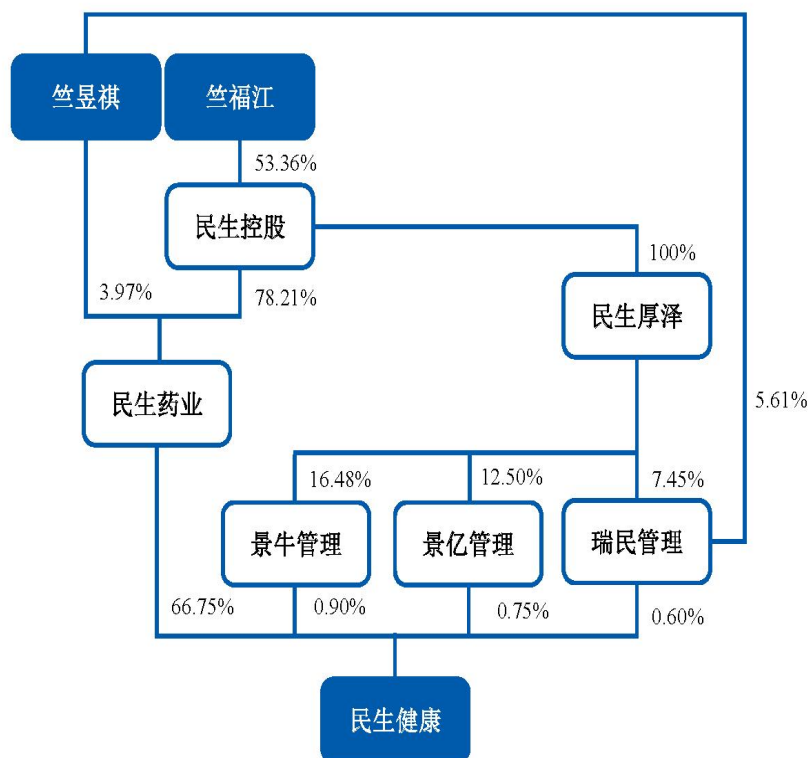 竺昱祺
竺福江
53.36%
民生控股
100%
3.97%
78.21%
民生厚泽
民生药业
5.61%
16.48%
12.50%
7.45%
景牛管理
景亿管理
瑞民管理
66.75%
0.90%
0.75%
0.60%
民生健康